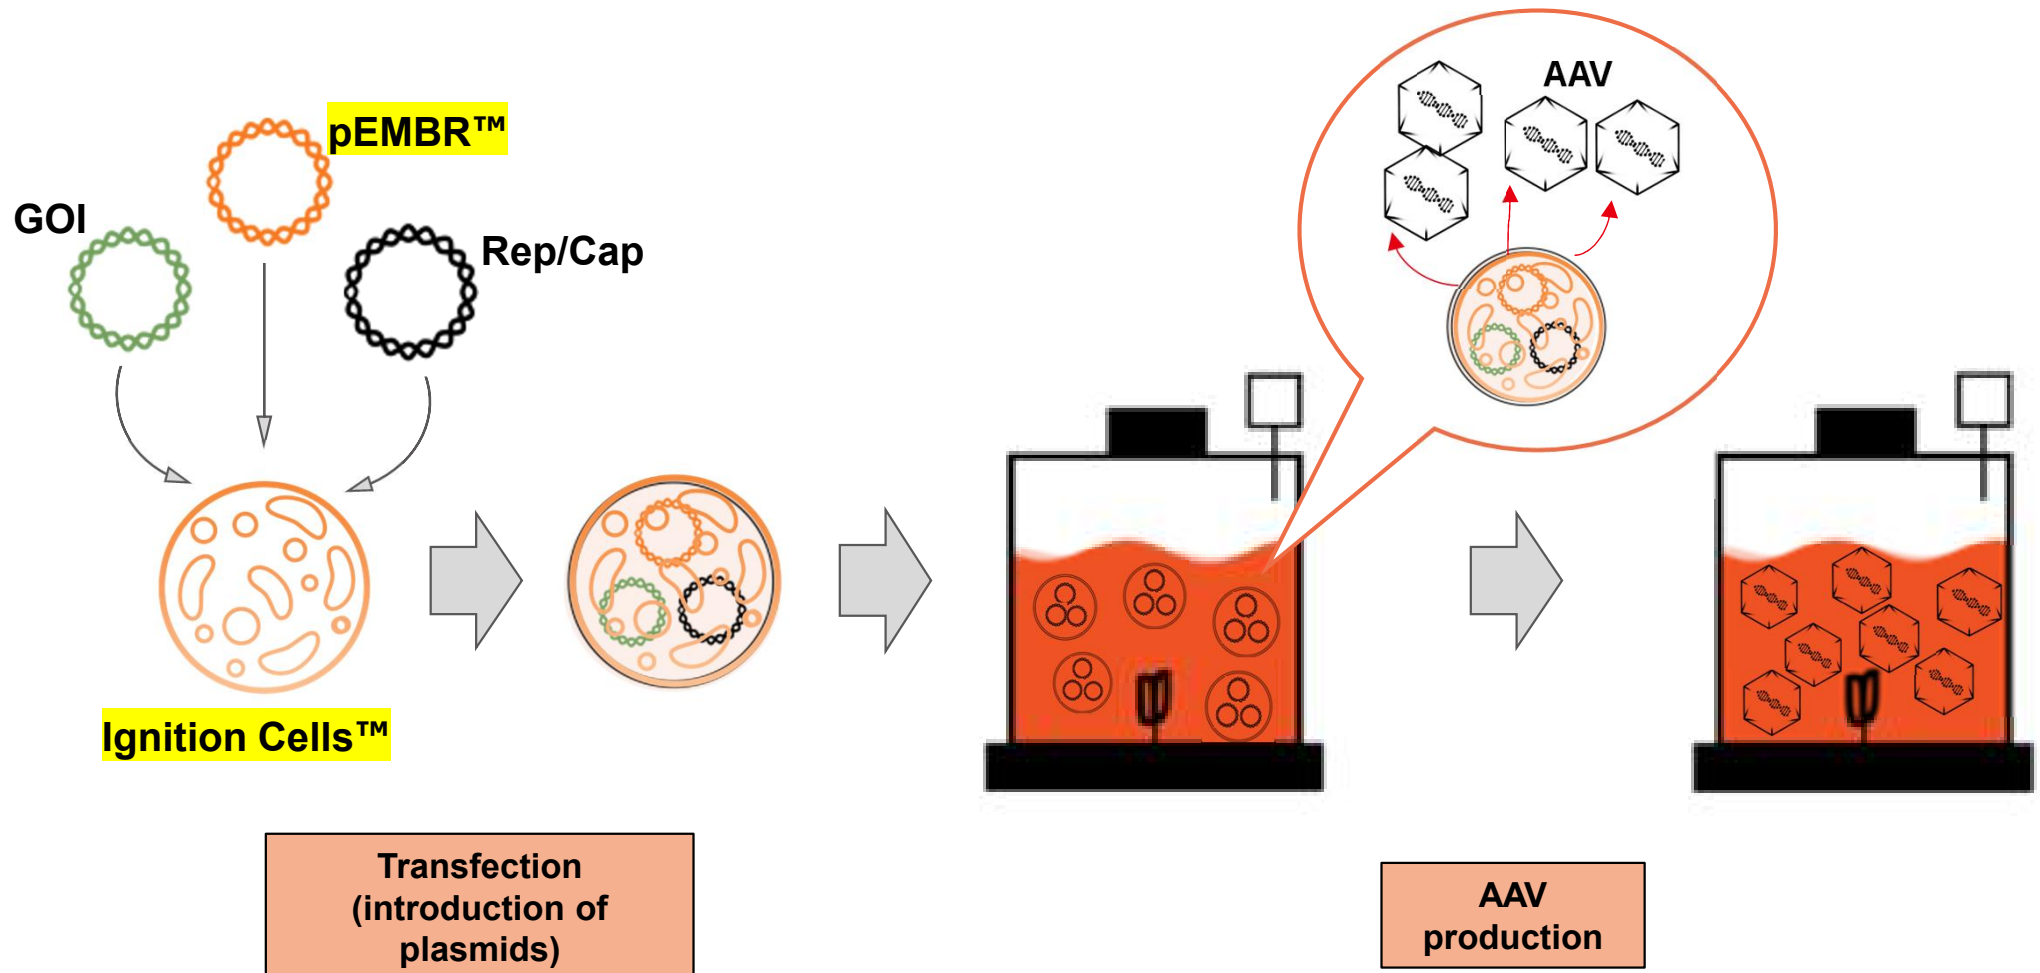 pEMBR™
GOI
Rep/Cap
Ignition Cells™
AAV
Transfection
(introduction of
plasmids)
AAV
production